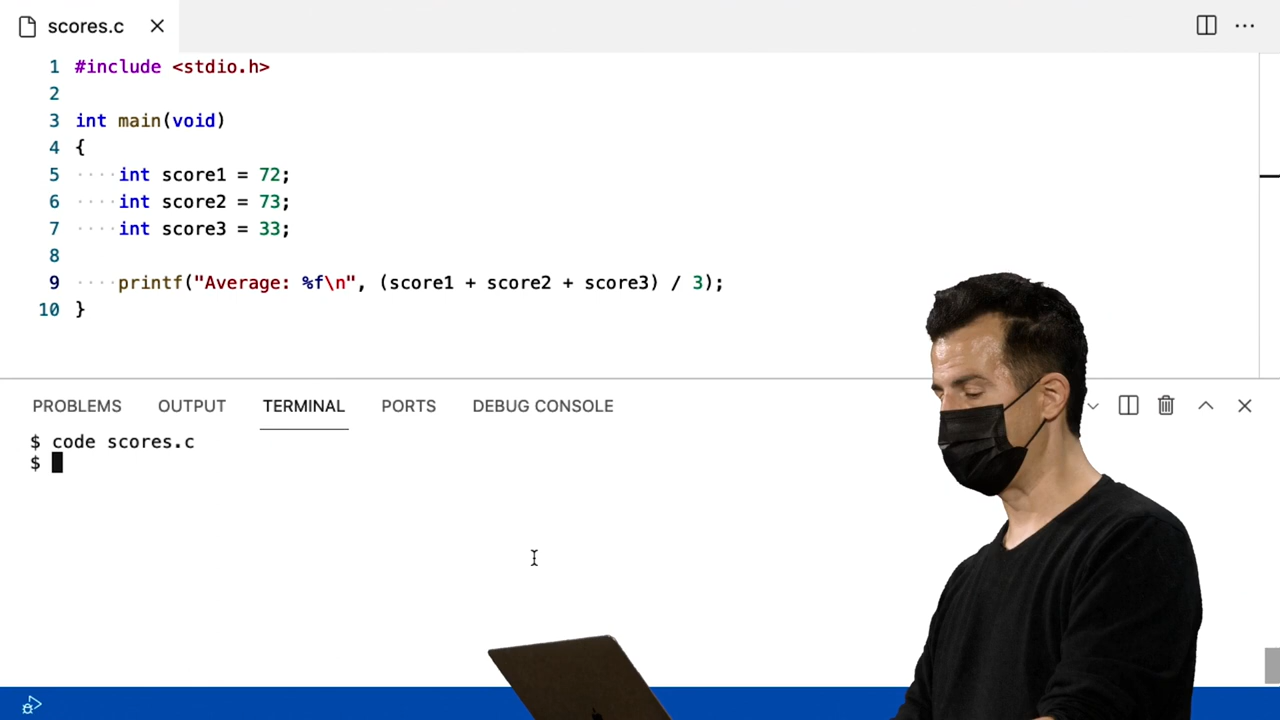 scores.c
1 #include <stdio.h>
2
3 int main(void)
4 {
5 ····int score1 = 72;
6 ····int score2 = 73;
7 ····int score3 = 33;
8
9 ····printf("Average: %f\n", (score1 + score2 + score3) / 3);
10 }
PROBLEMS OUTPUT TERMINAL PORTS DEBUG CONSOLE
$ code scores.c
$